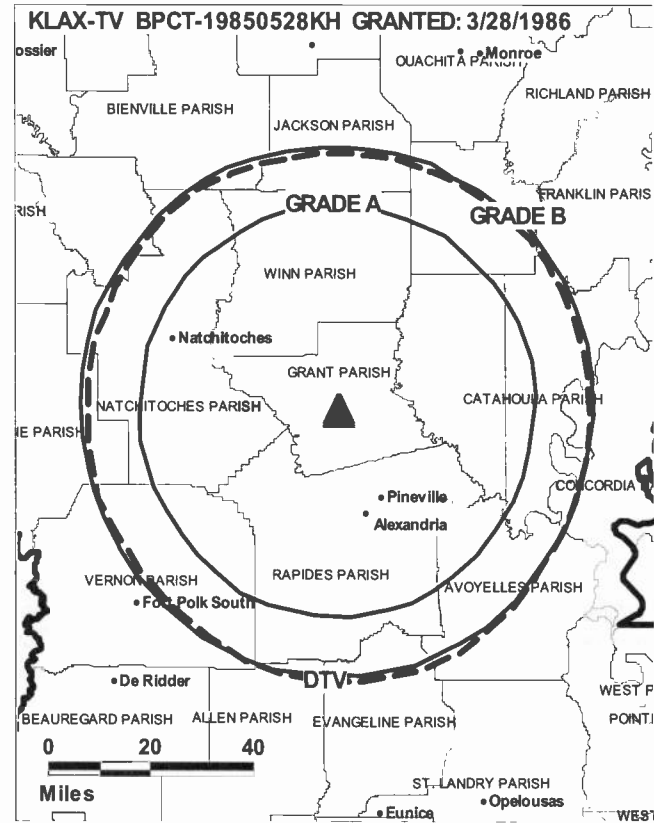 KLAX-TV BPCT-19850528KH GRANTED: 3/28/1986
ossier
OUACHITA PARISH
Monroe
RICHLAND PARISH
BIENVILLE PARISH
JACKSON PARISH
RISH
GRADE A
GRADE B
FRANKLIN PARIS
WINN PARISH
Natchitoches
GRANT PARISH
NATCHITOCHES PARISH
CATAHOULA PARISH
NE PARISH
CONCORDIA
Pineville
Alexandria
RAPIDES PARISH
VERNON PARISH
AVOYELLES PARISH
Fort Polk South
DTV
De Ridder
WEST P
BEAUREGARD PARISH
ALLEN PARISH
EVANGELINE PARISH
POINT
0 20 40
Miles
ST. LANDRY PARISH
Opelousas
Eunice
WEST